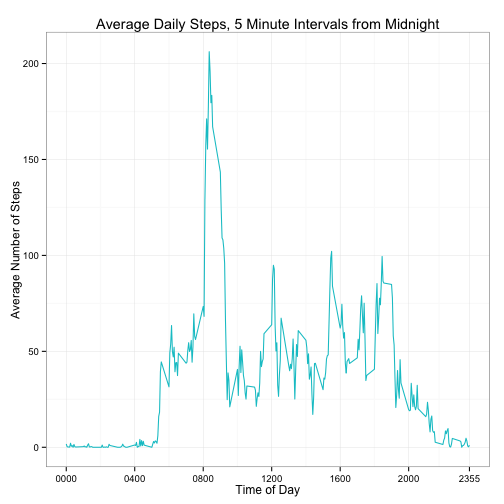 Average Daily Steps, 5 Minute Intervals from Midnight
Average Number of Steps
200
150
100
50
0
0000 0400 0800 1200 1600 2000 2355
Time of Day